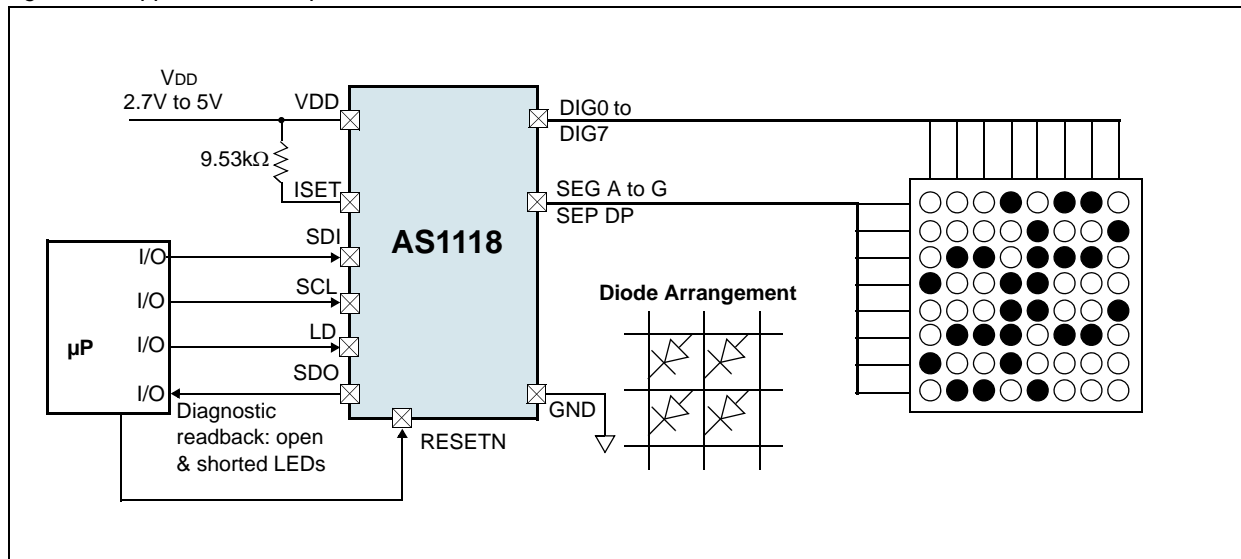 VDD
2.7V to 5V
VDD
9.53kΩ
ISET
SDI
SCL
LD
SDO
I/O
I/O
I/O
I/O
µP
Diagnostic
readback: open
& shorted LEDs
RESETN
AS1118
DIG0 to
DIG7
SEG A to G
SEP DP
GND
Diode Arrangement